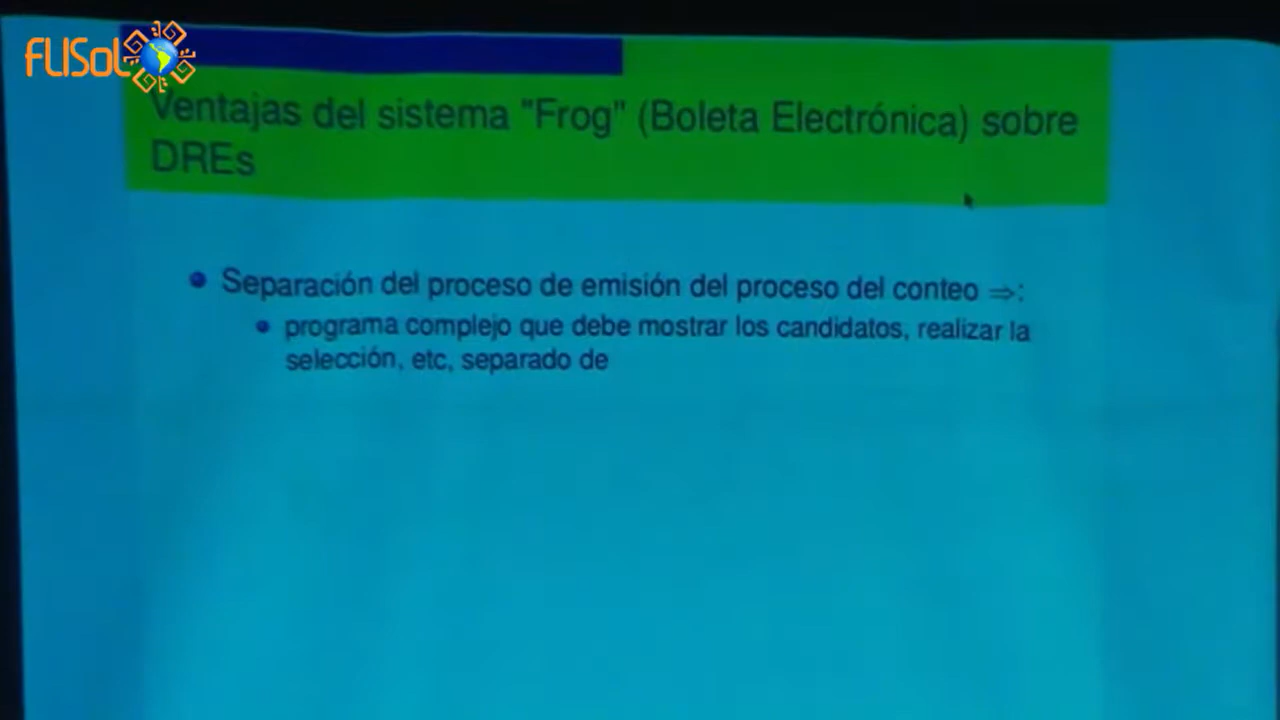 FLISoL
Ventajas del sistema "Frog" (Boleta Electrónica) sobre
DREs
Separación del proceso de emisión del proceso del conteo ⇒:
programa complejo que debe mostrar los candidatos, realizar la
selección, etc, separado de